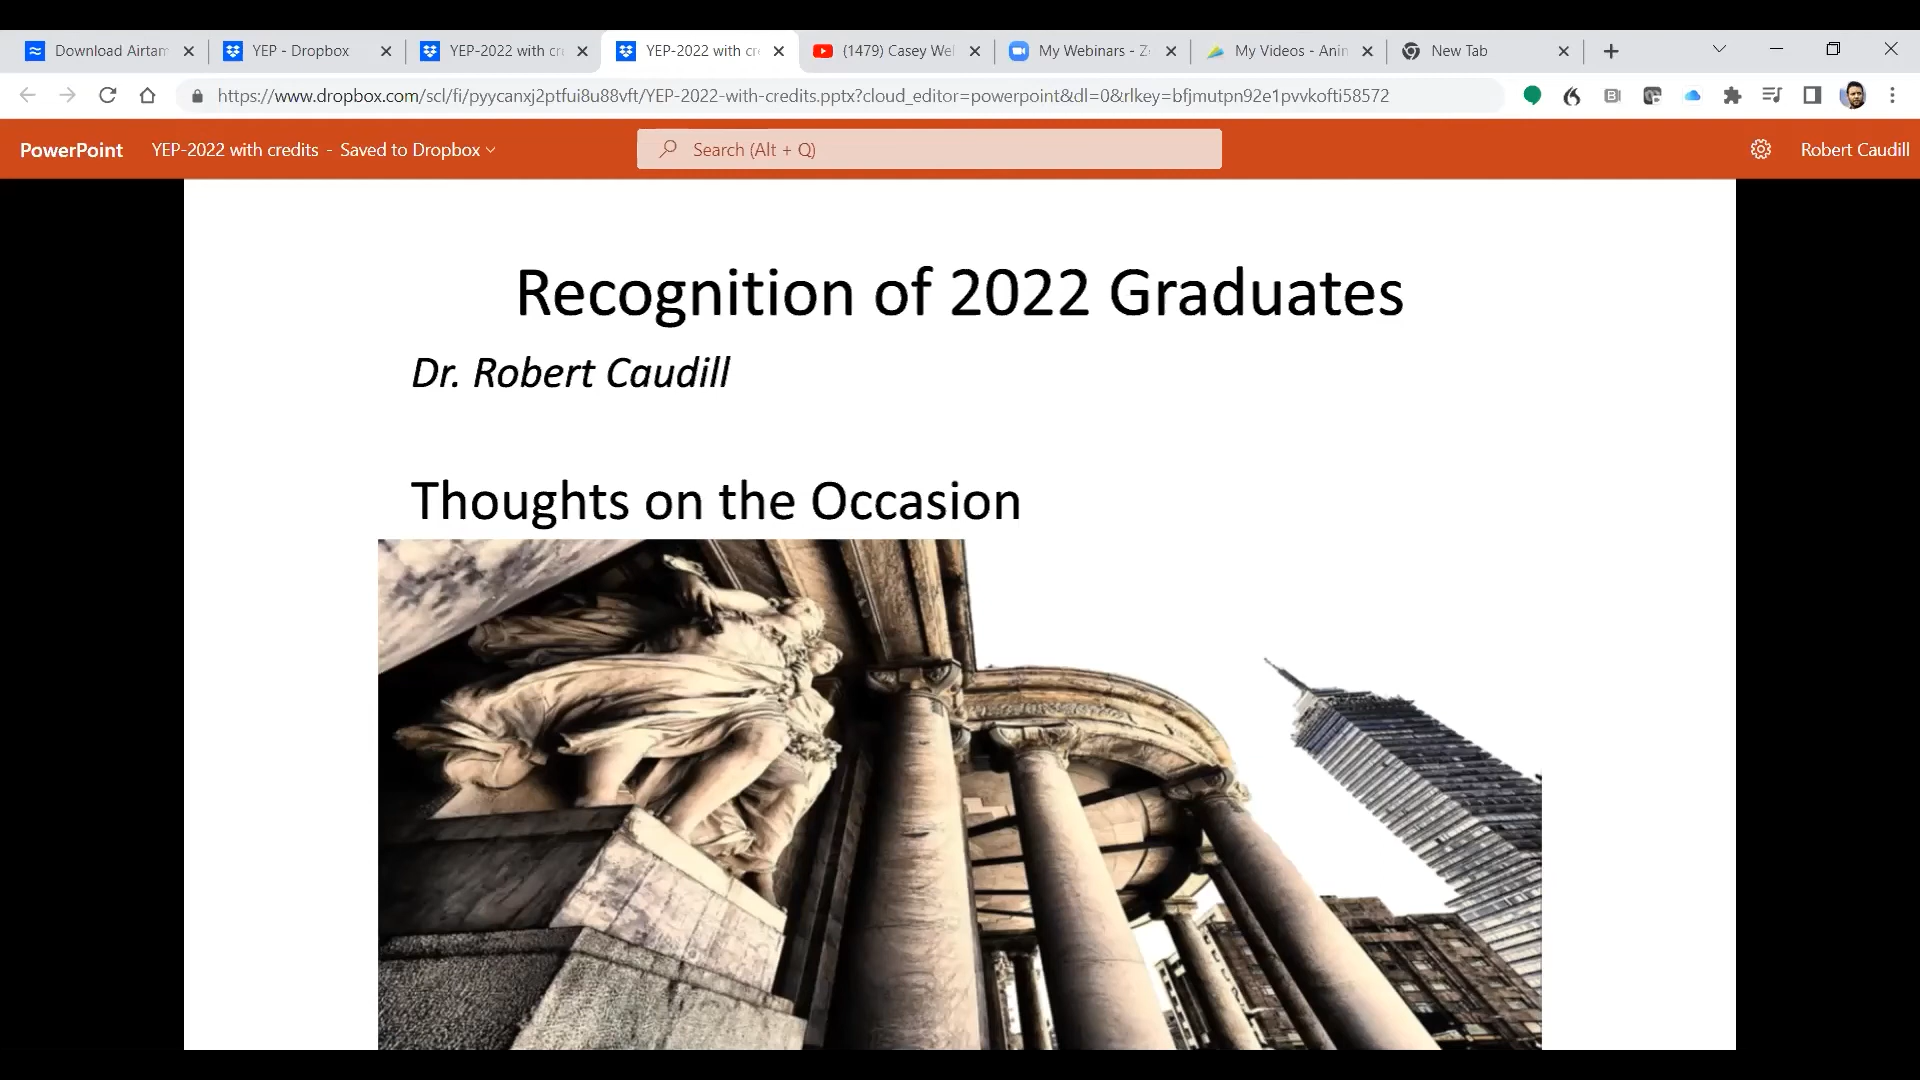 Download Airtam
YEP - Dropbox
YEP-2022 with cr
YEP-2022 with cr
(1479) Casey Wel
My Webinars - Z
My Videos - Anin
New Tab
https://www.dropbox.com/scl/fi/pyycanxj2ptfui8u88vft/YEP-2022-with-credits.pptx?cloud_editor=powerpoint&dl=0&rlkey=bfjmutpn92e1pvvkofti58572
PowerPoint
YEP-2022 with credits - Saved to Dropbox
Search (Alt + Q)
Robert Caudill
Recognition of 2022 Graduates
Dr. Robert Caudill
Thoughts on the Occasion